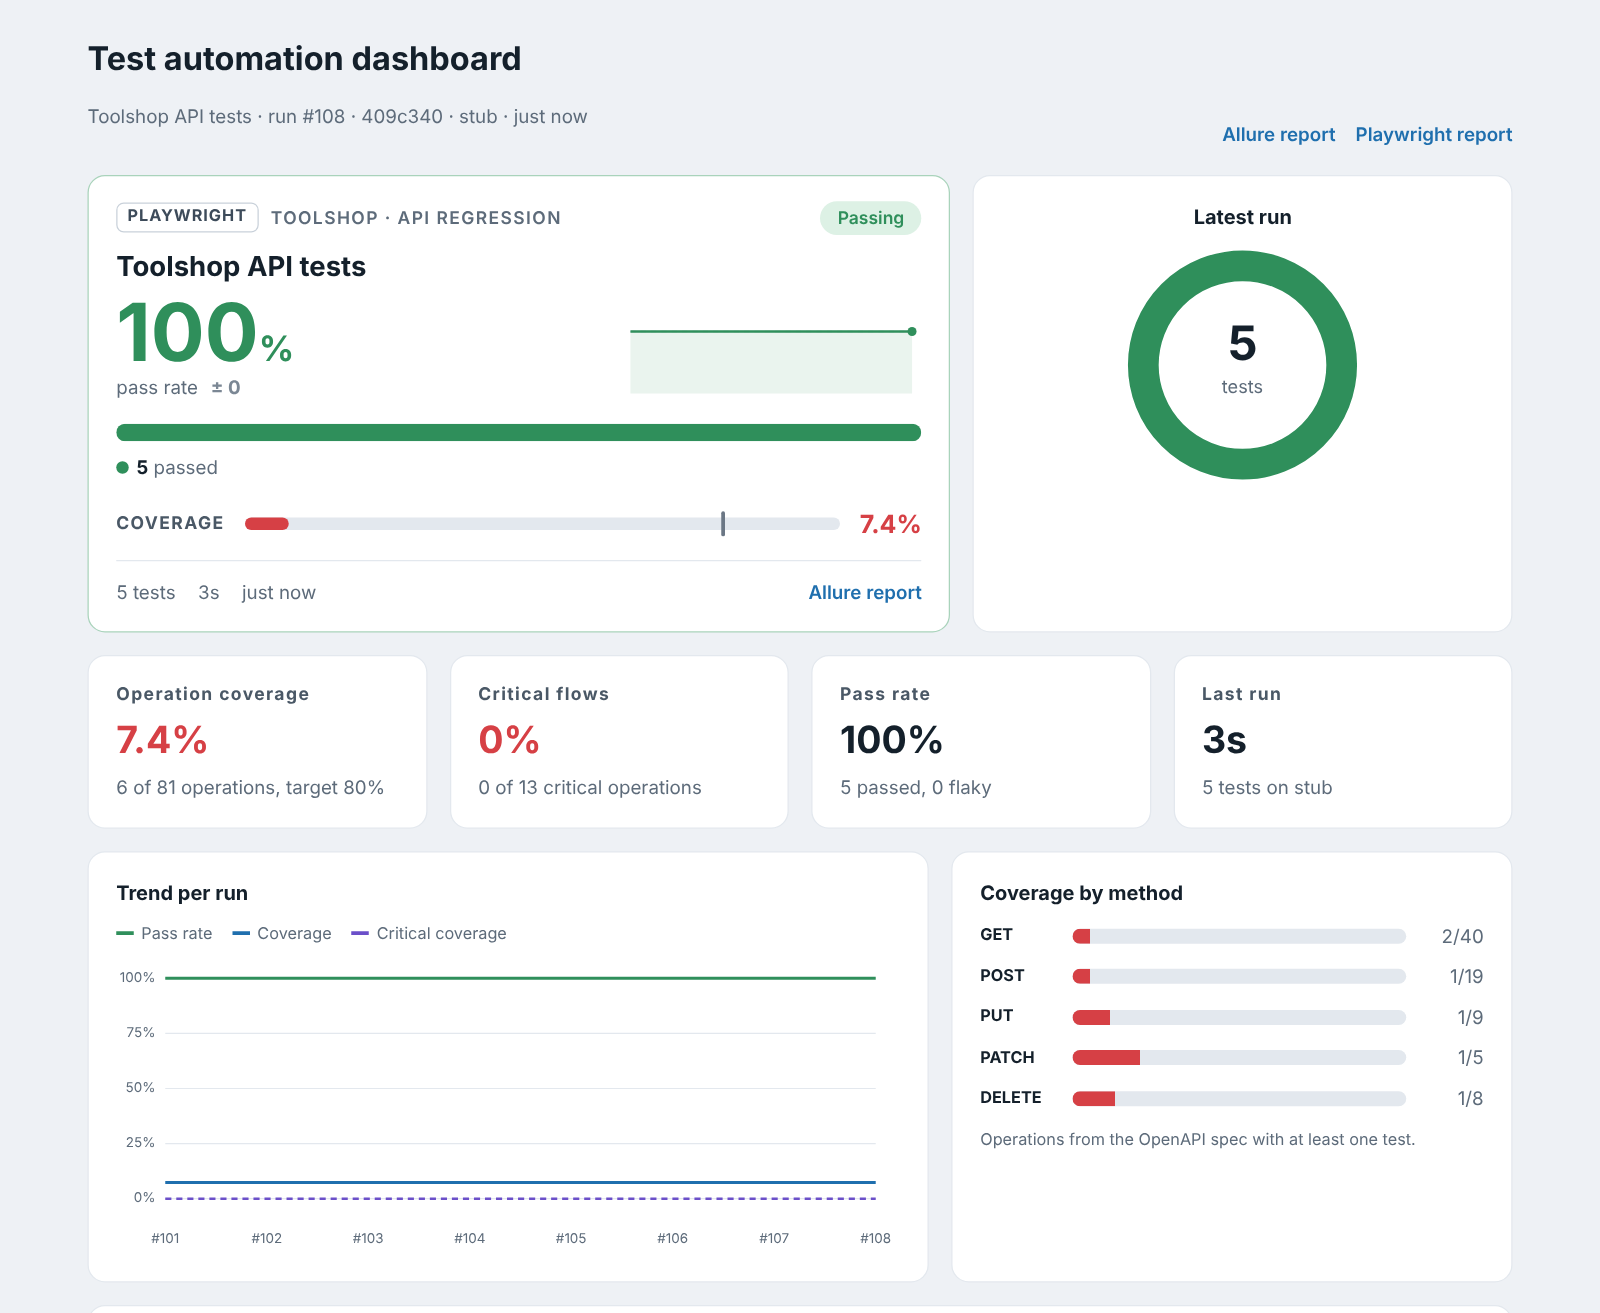 Test automation dashboard
Toolshop API tests · run #108 · 409c340 · stub · just now
Allure report Playwright report
PLAYWRIGHT TOOLSHOP · API REGRESSION Passing
Toolshop API tests
100%
pass rate ± 0
5 passed
COVERAGE 7.4%
5 tests 3s just now Allure report
Latest run
5
tests
Operation coverage
7.4%
6 of 81 operations, target 80%
Critical flows
0%
0 of 13 critical operations
Pass rate
100%
5 passed, 0 flaky
Last run
3s
5 tests on stub
Trend per run
Pass rate Coverage Critical coverage
100%
75%
50%
25%
0%
#101 #102 #103 #104 #105 #106 #107 #108
Coverage by method
GET 2/40
POST 1/19
PUT 1/9
PATCH 1/5
DELETE 1/8
Operations from the OpenAPI spec with at least one test.